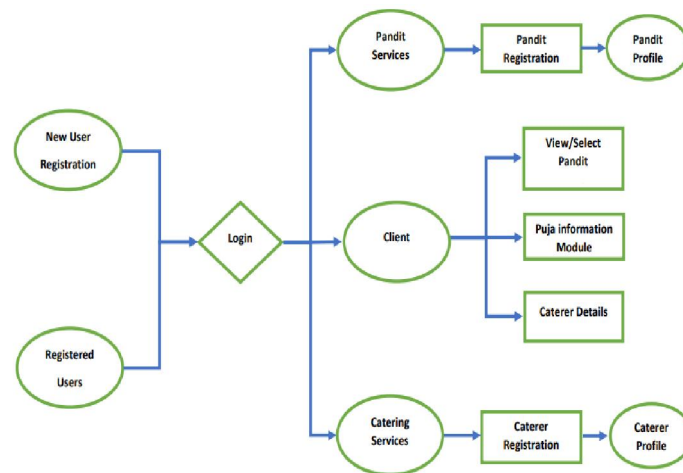 Pandit
Services
Pandit
Registration
Pandit
Profile
New User
Registration
View/Select
Pandit
Login
Client
Puja information
Module
Caterer Details
Registered
Users
Catering
Services
Caterer
Registration
Caterer
Profile